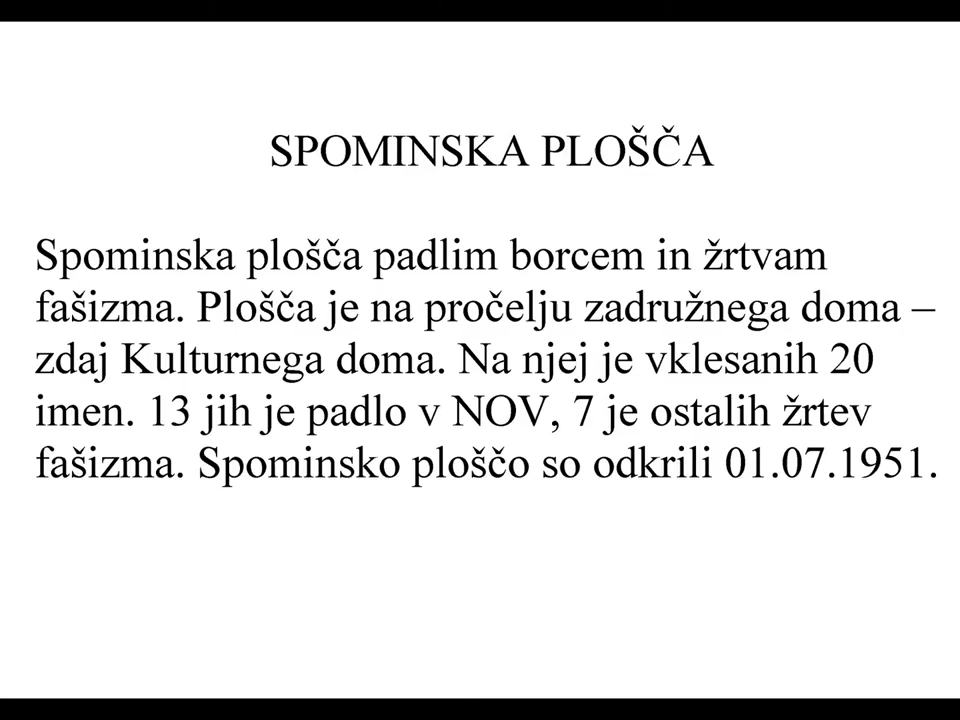 SPOMINSKA PLOŠČA
Spominska plošča padlim borcem in žrtvam
fašizma. Plošča je na pročelju zadružnega doma –
zdaj Kulturnega doma. Na njej je vklesanih 20
imen. 13 jih je padlo v NOV, 7 je ostalih žrtev
fašizma. Spominsko ploščo so odkrili 01.07.1951.